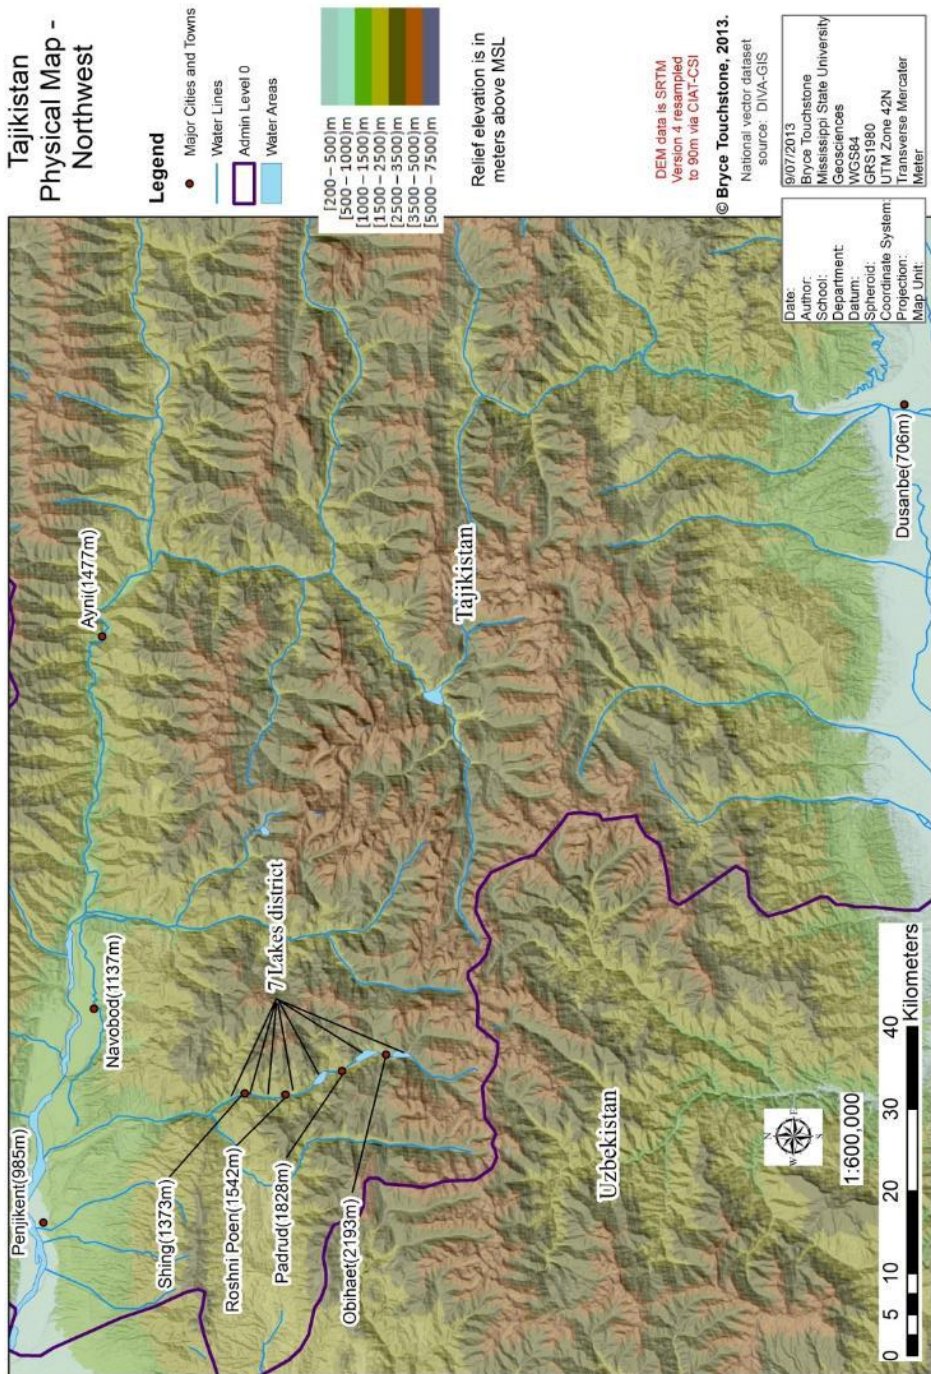 Tajikistan
Physical Map -
Northwest
Legend
Major Cities and Towns
Water Lines
Admin Level 0
Water Areas
[200 – 500)m
[500 – 1000)m
[1000 – 1500)m
[1500 – 2500)m
[2500 – 3500)m
[3500 – 5000)m
[5000 – 7500)m
Relief elevation is in
meters above MSL
DEM data is SRTM
Version 4 resampled
to 90m via CIAT-CSI
© Bryce Touchstone, 2013.
National vector dataset
source: DIVA-GIS
Date: 9/07/2013
Author: Bryce Touchstone
School: Mississippi State University
Department: Geosciences
Datum: WGS84
Spheroid: GRS1980
Coordinate System: UTM Zone 42N
Projection: Transverse Mercater
Map Unit: Meter
Penjikent(985m)
Navobod(1137m)
Ayni(1477m)
Shing(1373m)
Roshni Poen(1542m)
Padrud(1828m)
Obihaet(2193m)
7 Lakes district
Tajikistan
Uzbekistan
Dusanbe(706m)
N
E
S
W
1:600,000
0 5 10 20 30 40
Kilometers